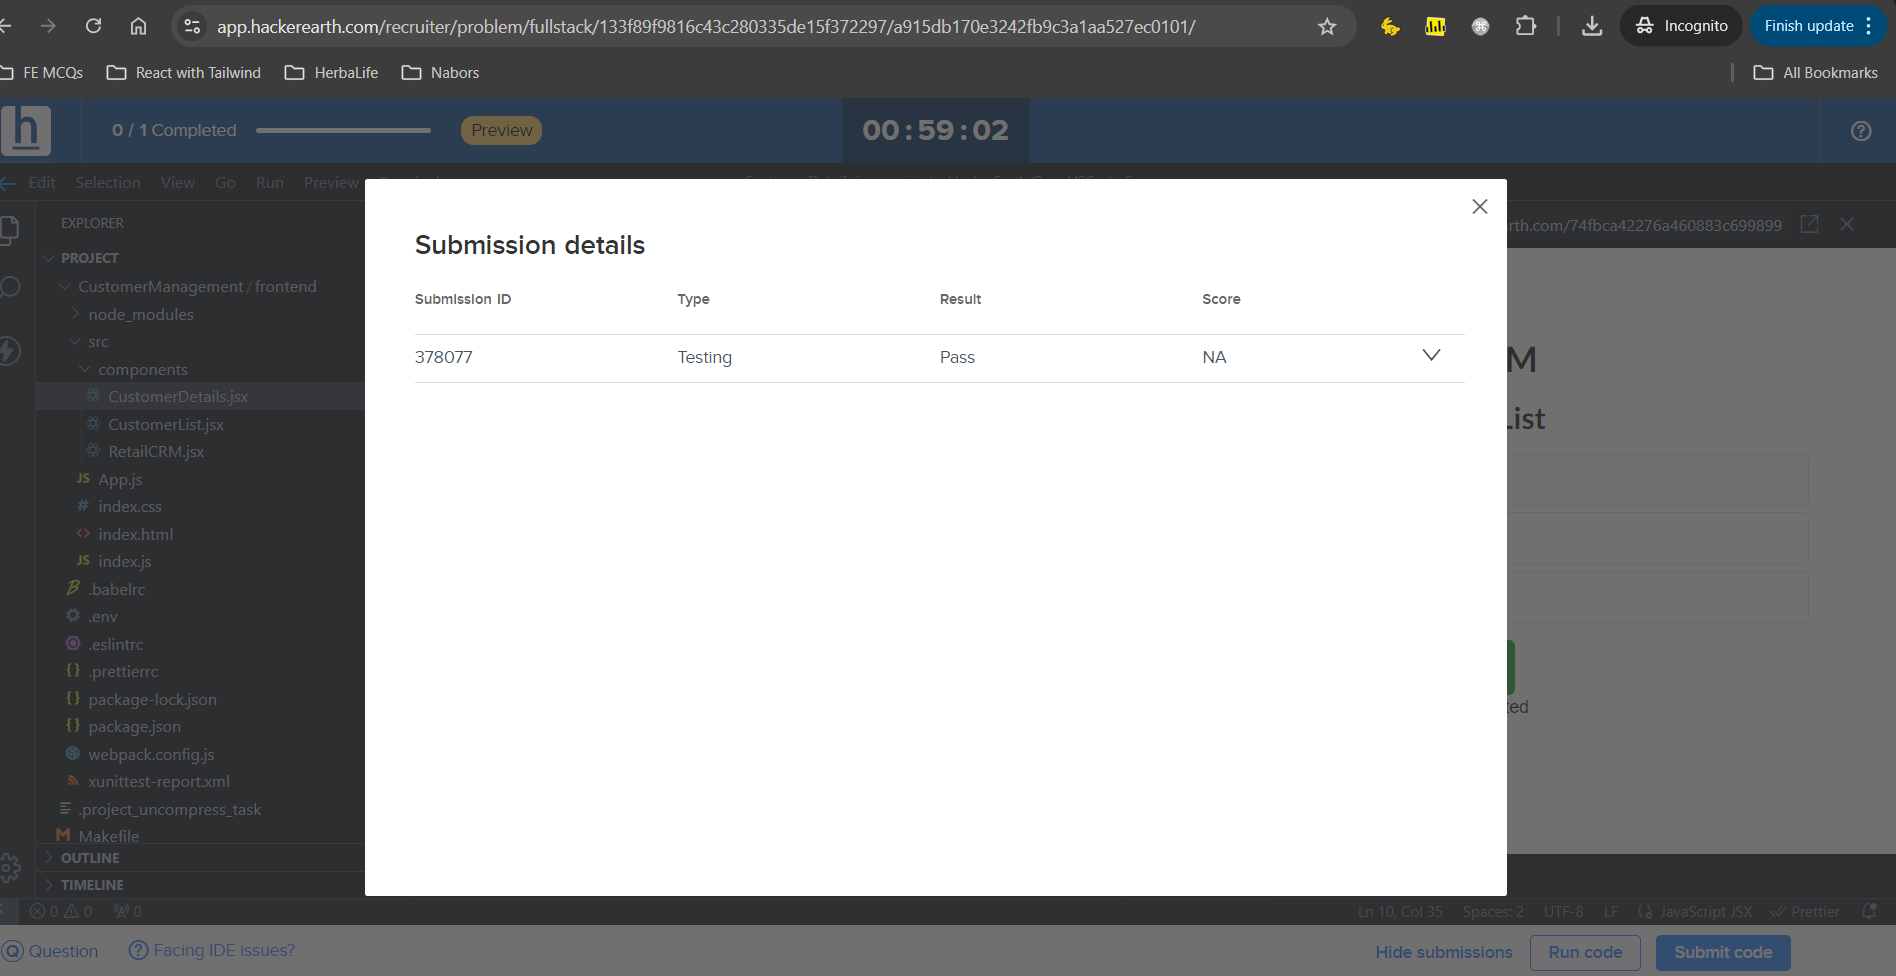 app.hackerearth.com/recruiter/problem/fullstack/133f89f9816c43c280335de15f372297/a915db170e3242fb9c3a1aa527ec0101/
Incognito
Finish update
FE MCQs
React with Tailwind
HerbaLife
Nabors
All Bookmarks
h
0 / 1 Completed
Preview
00 : 59 : 02
Edit Selection View Go Run Preview
EXPLORER
rth.com/74fbca42276a460883c699899
PROJECT
CustomerManagement / frontend
node_modules
src
components
CustomerDetails.jsx
CustomerList.jsx
RetailCRM.jsx
JS App.js
# index.css
<> index.html
JS index.js
.babelrc
.env
.eslintrc
{} .prettierrc
{} package-lock.json
{} package.json
webpack.config.js
xunittest-report.xml
.project_uncompress_task
M Makefile
OUTLINE
TIMELINE
Submission details
Submission ID Type Result Score
378077 Testing Pass NA
M
List
ted
0 0 0
Ln 10, Col 35 Spaces: 2 UTF-8 LF {} JavaScript JSX Prettier
Question
Facing IDE issues?
Hide submissions
Run code
Submit code